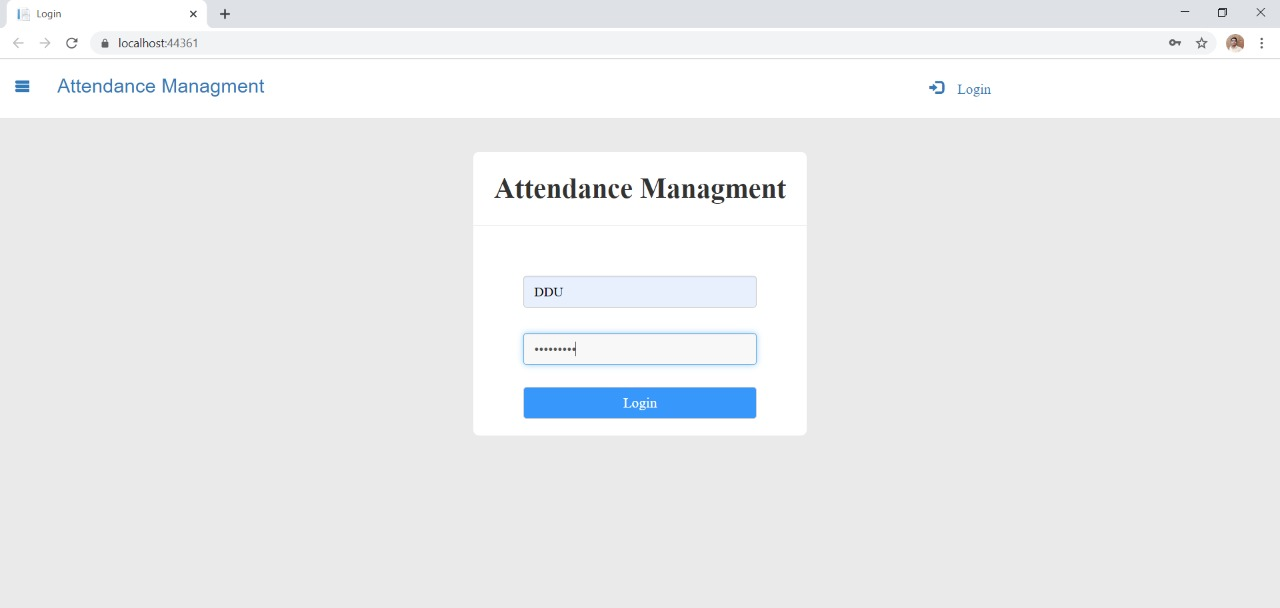 Login
localhost:44361
Attendance Managment
Login
Attendance Managment
DDU
•••••••••
Login